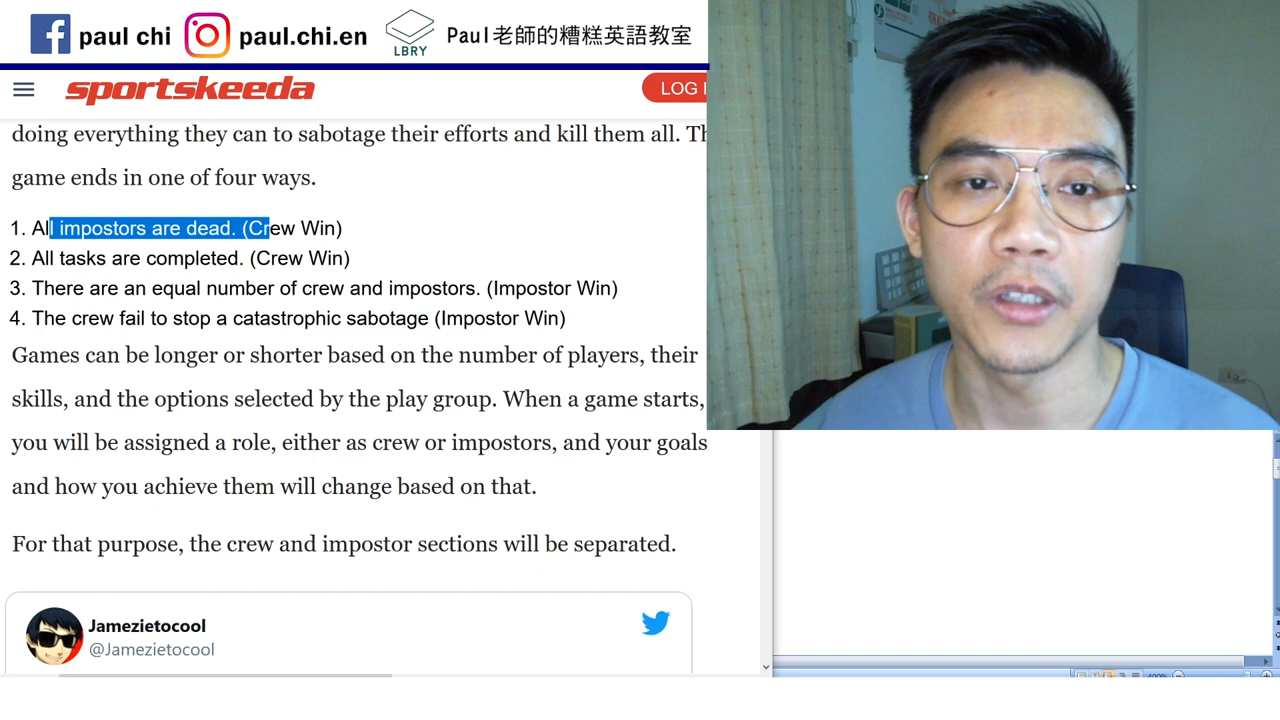 paul chi paul.chi.en LBRY Paul老師的糟糕英語教室
sportskeeda LOG
doing everything they can to sabotage their efforts and kill them all.
game ends in one of four ways.
1. All impostors are dead. (Crew Win)
2. All tasks are completed. (Crew Win)
3. There are an equal number of crew and impostors. (Impostor Win)
4. The crew fail to stop a catastrophic sabotage (Impostor Win)
Games can be longer or shorter based on the number of players, their
skills, and the options selected by the play group. When a game starts,
you will be assigned a role, either as crew or impostors, and your goals
and how you achieve them will change based on that.
For that purpose, the crew and impostor sections will be separated.
Jamezietocool
@Jamezietocool